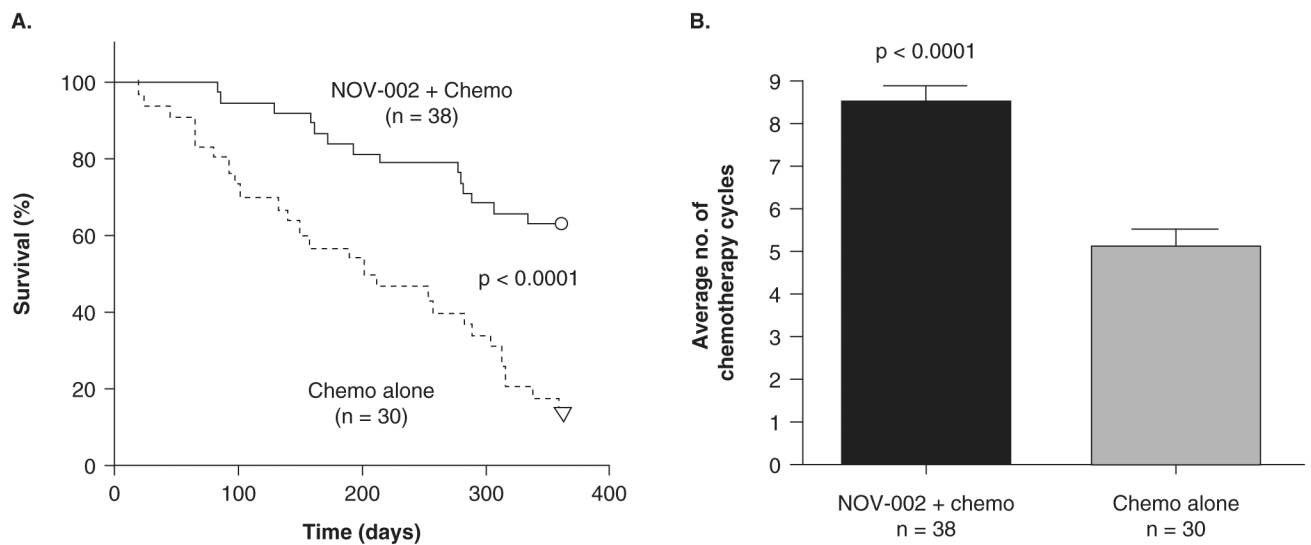 A.
Survival (%)
100
80
60
40
20
0
NOV-002 + Chemo
(n = 38)
p < 0.0001
Chemo alone
(n = 30)
0 100 200 300 400
Time (days)
B.
p < 0.0001
Average no. of
chemotherapy cycles
9
8
7
6
5
4
3
2
1
0
NOV-002 + chemo
n = 38
Chemo alone
n = 30